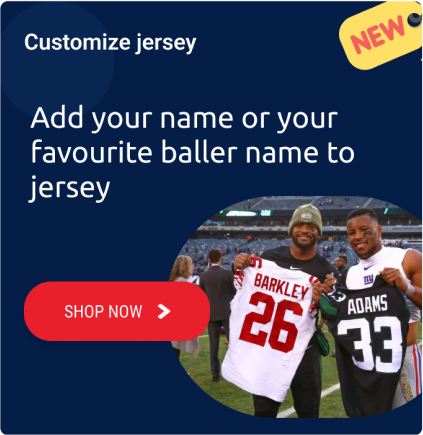 Customize jersey
NEW
Add your name or your
favourite baller name to
jersey
SHOP NOW
BARKLEY
26
ADAMS
33
33